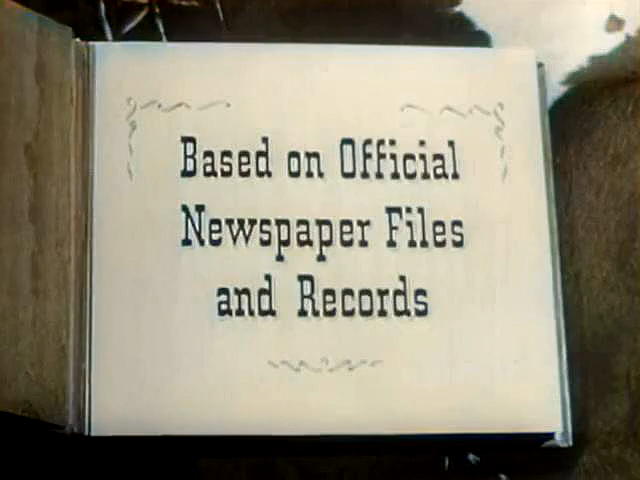 Based on Official
Newspaper Files
and Records